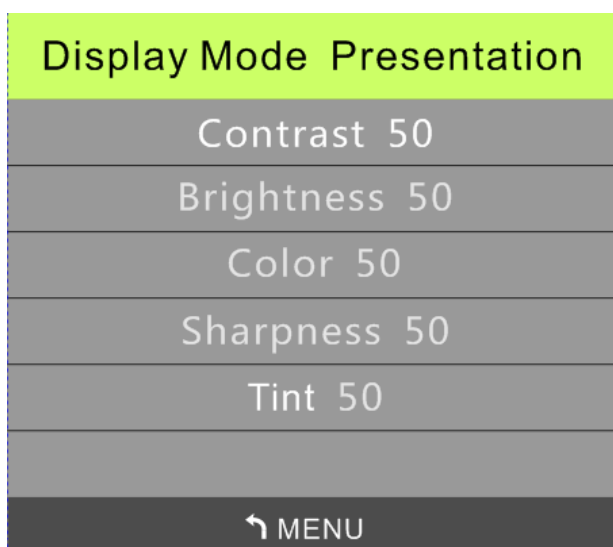 Display Mode Presentation
Contrast 50
Brightness 50
Color 50
Sharpness 50
Tint 50
MENU